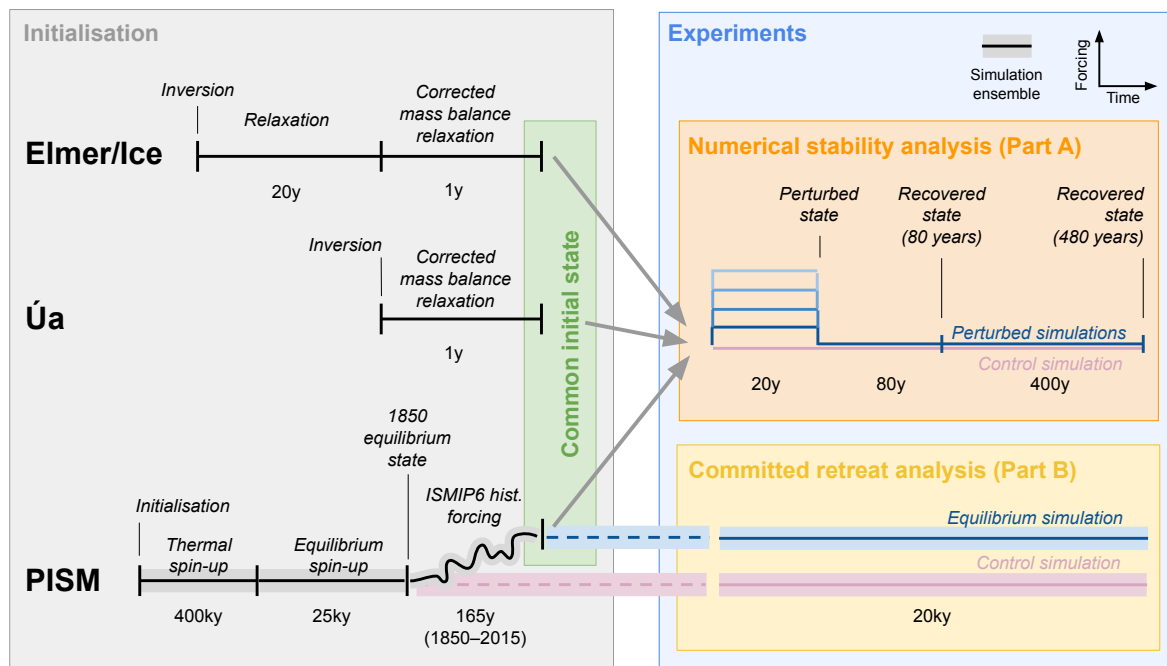 Initialisation
Inversion
Relaxation
Corrected
mass balance
relaxation
Elmer/Ice
20y
1y
Inversion
Corrected
mass balance
relaxation
Úa
1y
Common initial state
1850
equilibrium
state
ISMIP6 hist.
forcing
Initialisation
Thermal
spin-up
Equilibrium
spin-up
PISM
400ky
25ky
165y
(1850–2015)
Experiments
Simulation
ensemble
Forcing
Time
Numerical stability analysis (Part A)
Perturbed
state
Recovered
state
(80 years)
Recovered
state
(480 years)
Perturbed simulations
Control simulation
20y
80y
400y
Committed retreat analysis (Part B)
Equilibrium simulation
Control simulation
20ky